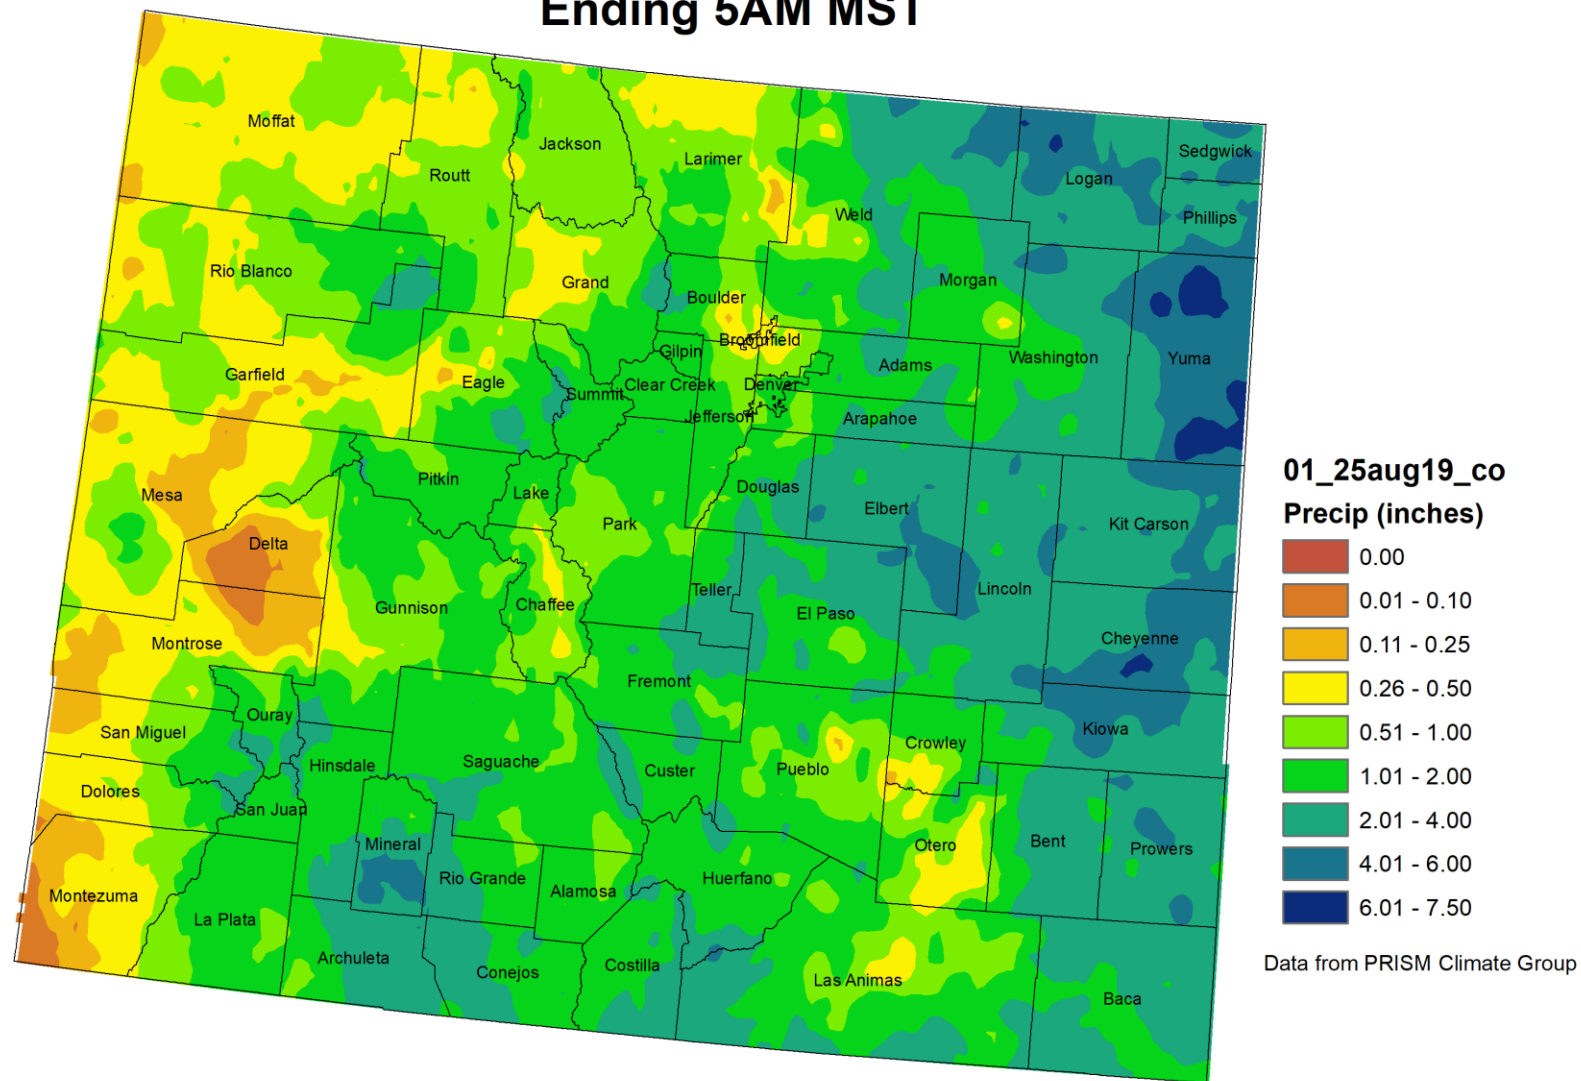 Ending 5AM MST
Moffat
Jackson
Larimer
Sedgwick
Routt
Logan
Phillips
Weld
Rio Blanco
Grand
Morgan
Boulder
Broomfield
Gilpin
Washington
Yuma
Garfield
Eagle
Summit
Clear Creek
Denver
Adams
Jefferson
Arapahoe
Mesa
Pitkin
Lake
Douglas
Elbert
Park
Kit Carson
Delta
Gunnison
Chaffee
Teller
El Paso
Lincoln
Montrose
Cheyenne
Fremont
Ouray
San Miguel
Kiowa
Crowley
Hinsdale
Saguache
Custer
Pueblo
Dolores
San Juan
Mineral
Otero
Bent
Prowers
Montezuma
Rio Grande
Alamosa
Huerfano
La Plata
Archuleta
Conejos
Costilla
Las Animas
Baca
01_25aug19_co
Precip (inches)
0.00
0.01 - 0.10
0.11 - 0.25
0.26 - 0.50
0.51 - 1.00
1.01 - 2.00
2.01 - 4.00
4.01 - 6.00
6.01 - 7.50
Data from PRISM Climate Group